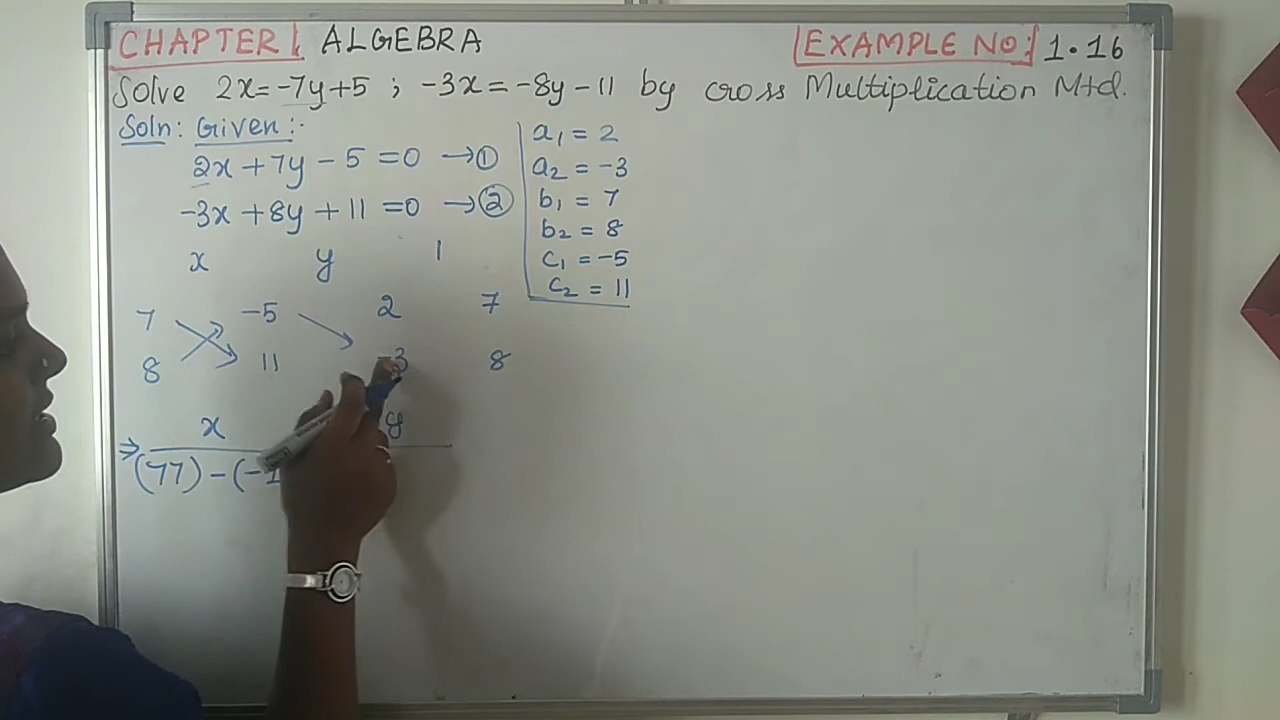 CHAPTER 1. ALGEBRA
EXAMPLE NO: 1.16
Solve 2x=-7y+5 ; -3x=-8y-11 by cross Multiplication Mtd.
Soln: Given:-
2x+7y-5=0 →①
-3x+8y+11=0 →②
a₁ = 2
a₂ = -3
b₁ = 7
b₂ = 8
c₁ = -5
c₂ = 11
x y 1
7 -5 2 7
8 11 -3 8
⇒ x y
(77)-(-